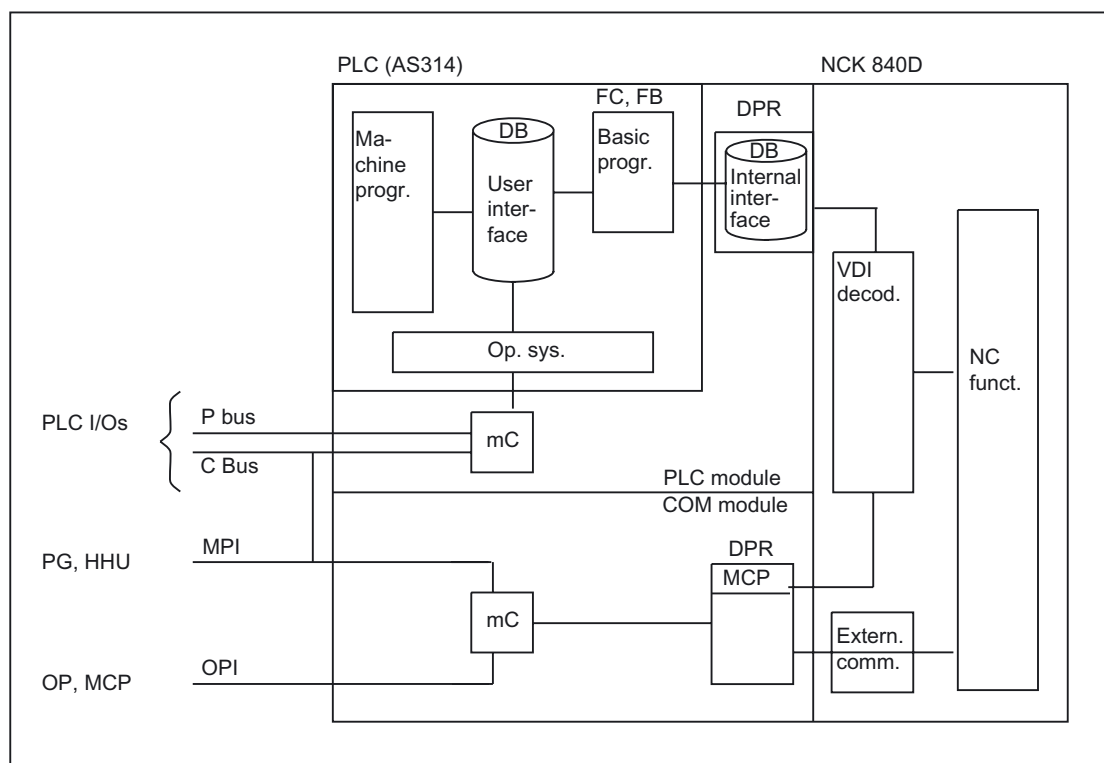 PLC (AS314)
NCK 840D
FC, FB
DPR
Ma-
chine
progr.
DB
User
inter-
face
Basic
progr.
DB
Internal
inter-
face
VDI
decod.
Op. sys.
NC
funct.
PLC I/Os
P bus
C Bus
mC
PLC module
COM module
PG, HHU
MPI
DPR
MCP
mC
Extern.
comm.
OP, MCP
OPI